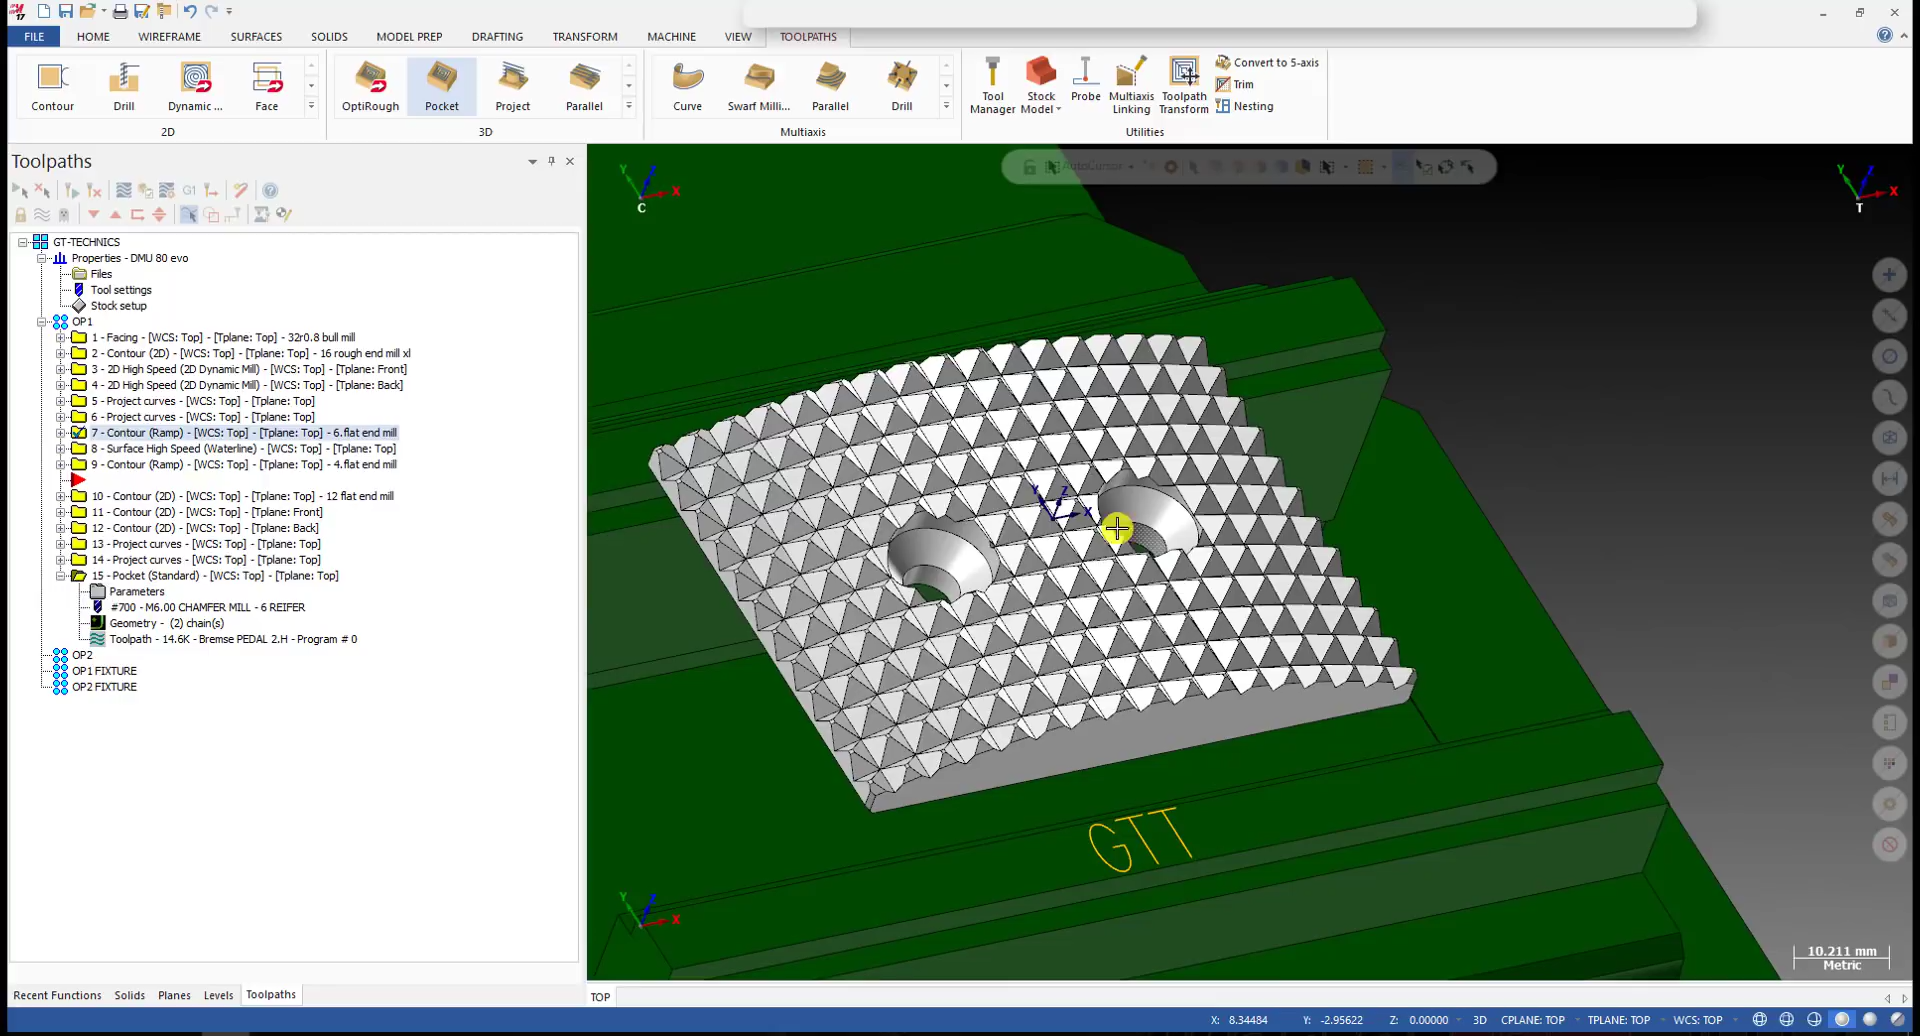 17
FILE HOME WIREFRAME SURFACES SOLIDS MODEL PREP DRAFTING TRANSFORM MACHINE VIEW TOOLPATHS
Contour Drill Dynamic ... Face OptiRough Pocket Project Parallel Curve Swarf Milli... Parallel Drill
Tool Manager Stock Model Probe Multiaxis Linking Toolpath Transform
Convert to 5-axis
Trim
Nesting
2D 3D Multiaxis Utilities
Toolpaths
G1
AutoCursor
GT-TECHNICS
Properties - DMU 80 evo
Files
Tool settings
Stock setup
OP1
1 - Facing - [WCS: Top] - [Tplane: Top] - 32r0.8 bull mill
2 - Contour (2D) - [WCS: Top] - [Tplane: Top] - 16 rough end mill xl
3 - 2D High Speed (2D Dynamic Mill) - [WCS: Top] - [Tplane: Front]
4 - 2D High Speed (2D Dynamic Mill) - [WCS: Top] - [Tplane: Back]
5 - Project curves - [WCS: Top] - [Tplane: Top]
6 - Project curves - [WCS: Top] - [Tplane: Top]
7 - Contour (Ramp) - [WCS: Top] - [Tplane: Top] - 6.flat end mill
8 - Surface High Speed (Waterline) - [WCS: Top] - [Tplane: Top]
9 - Contour (Ramp) - [WCS: Top] - [Tplane: Top] - 4.flat end mill
10 - Contour (2D) - [WCS: Top] - [Tplane: Top] - 12 flat end mill
11 - Contour (2D) - [WCS: Top] - [Tplane: Front]
12 - Contour (2D) - [WCS: Top] - [Tplane: Back]
13 - Project curves - [WCS: Top] - [Tplane: Top]
14 - Project curves - [WCS: Top] - [Tplane: Top]
15 - Pocket (Standard) - [WCS: Top] - [Tplane: Top]
Parameters
#700 - M6.00 CHAMFER MILL - 6 REIFER
Geometry - (2) chain(s)
Toolpath - 14.6K - Bremse PEDAL 2.H - Program # 0
OP2
OP1 FIXTURE
OP2 FIXTURE
Y Z X
C
Y Z X
T
Y Z X
GTT
Y Z X
10.211 mm
Metric
Recent Functions Solids Planes Levels Toolpaths
TOP
X: 8.34484 Y: -2.95622 Z: 0.00000 3D CPLANE: TOP TPLANE: TOP WCS: TOP